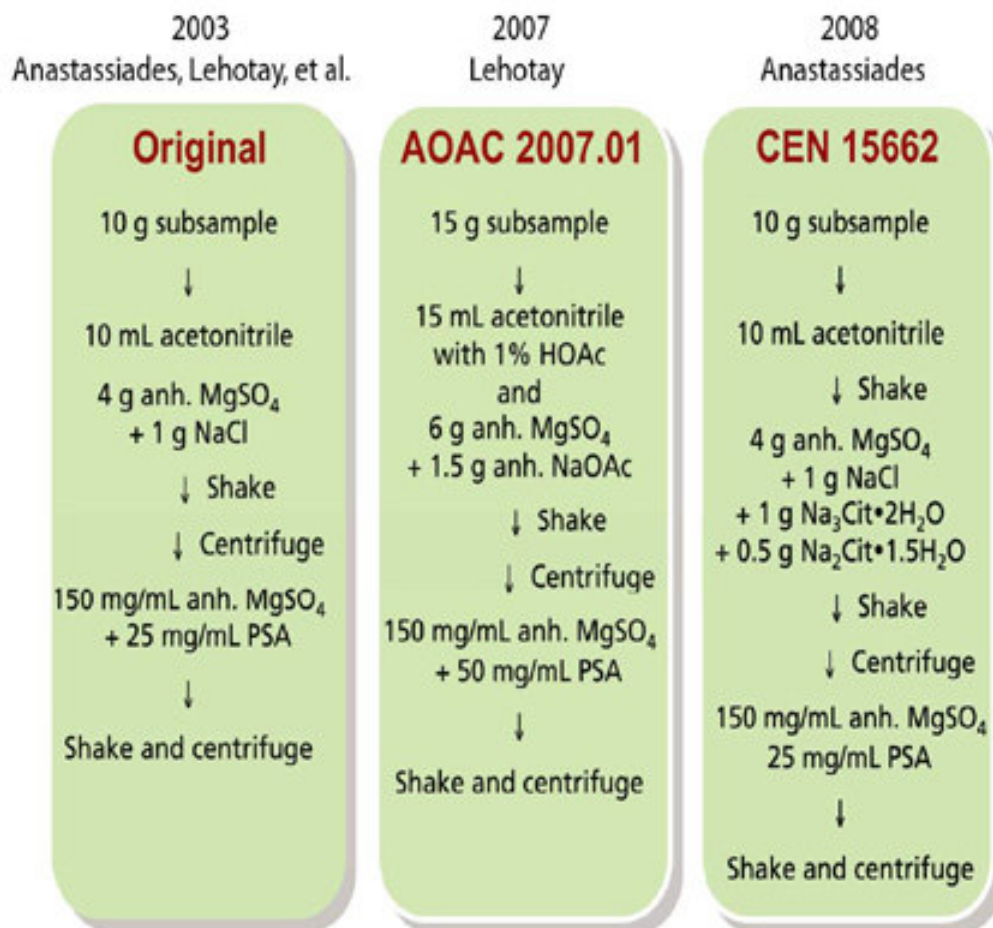 2003
Anastassiades, Lehotay, et al.
Original
10 g subsample
↓
10 mL acetonitrile
4 g anh. MgSO₄
+ 1 g NaCl
↓ Shake
↓ Centrifuge
150 mg/mL anh. MgSO₄
+ 25 mg/mL PSA
↓
Shake and centrifuge
2007
Lehotay
AOAC 2007.01
15 g subsample
↓
15 mL acetonitrile
with 1% HOAc
and
6 g anh. MgSO₄
+ 1.5 g anh. NaOAc
↓ Shake
↓ Centrifuge
150 mg/mL anh. MgSO₄
+ 50 mg/mL PSA
↓
Shake and centrifuge
2008
Anastassiades
CEN 15662
10 g subsample
↓
10 mL acetonitrile
↓ Shake
4 g anh. MgSO₄
+ 1 g NaCl
+ 1 g Na₃Cit•2H₂O
+ 0.5 g Na₂Cit•1.5H₂O
↓ Shake
↓ Centrifuge
150 mg/mL anh. MgSO₄
25 mg/mL PSA
↓
Shake and centrifuge